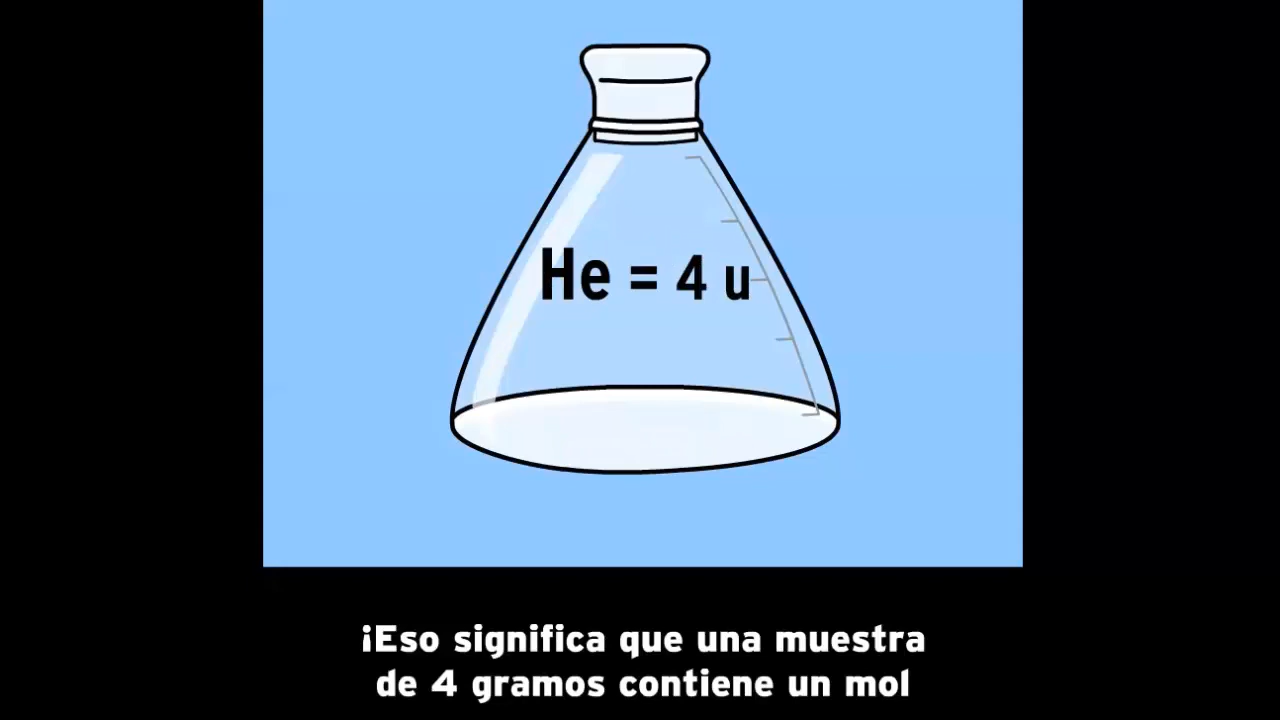 He = 4 u
¡Eso significa que una muestra
de 4 gramos contiene un mol